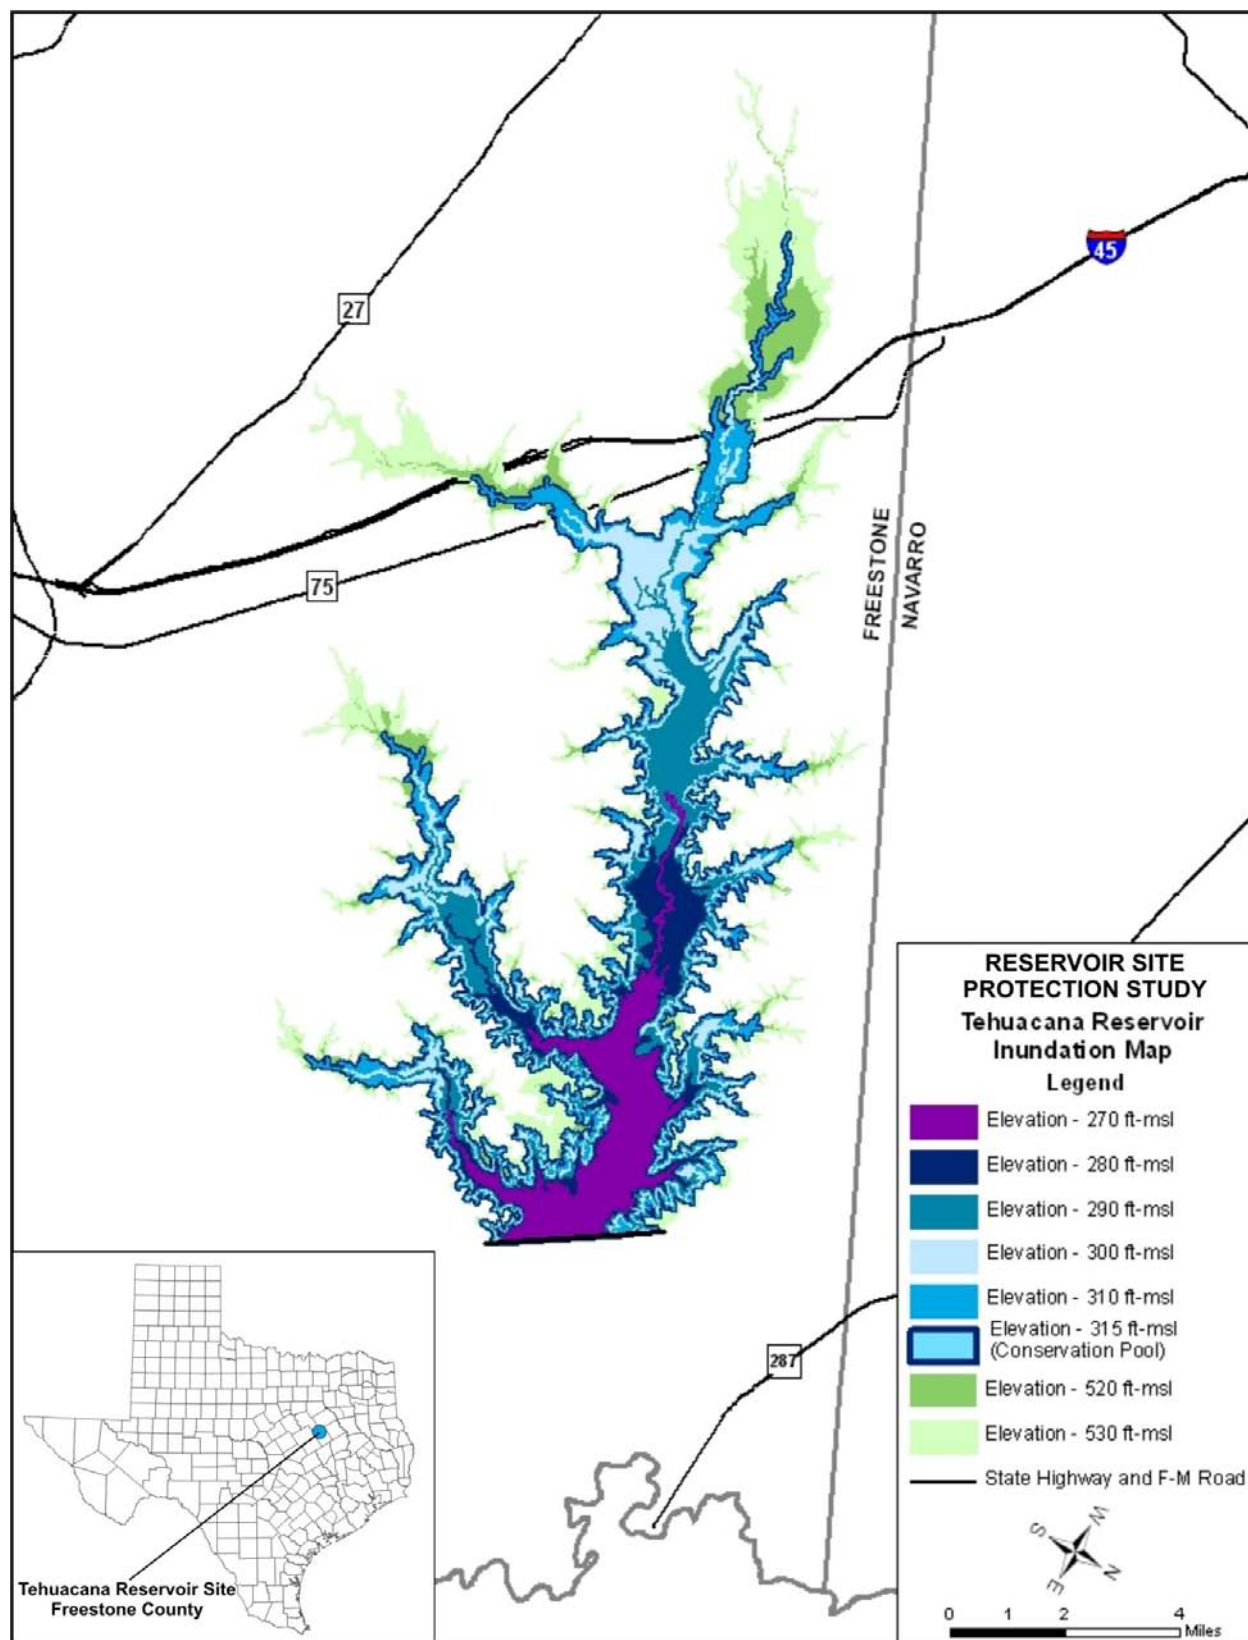 45
27
75
FREESTONE
NAVARRO
287
RESERVOIR SITE
PROTECTION STUDY
Tehuacana Reservoir
Inundation Map
Legend
Elevation - 270 ft-msl
Elevation - 280 ft-msl
Elevation - 290 ft-msl
Elevation - 300 ft-msl
Elevation - 310 ft-msl
Elevation - 315 ft-msl
(Conservation Pool)
Elevation - 520 ft-msl
Elevation - 530 ft-msl
State Highway and F-M Road
W
S
N
E
0 1 2 4
Miles
Tehuacana Reservoir Site
Freestone County